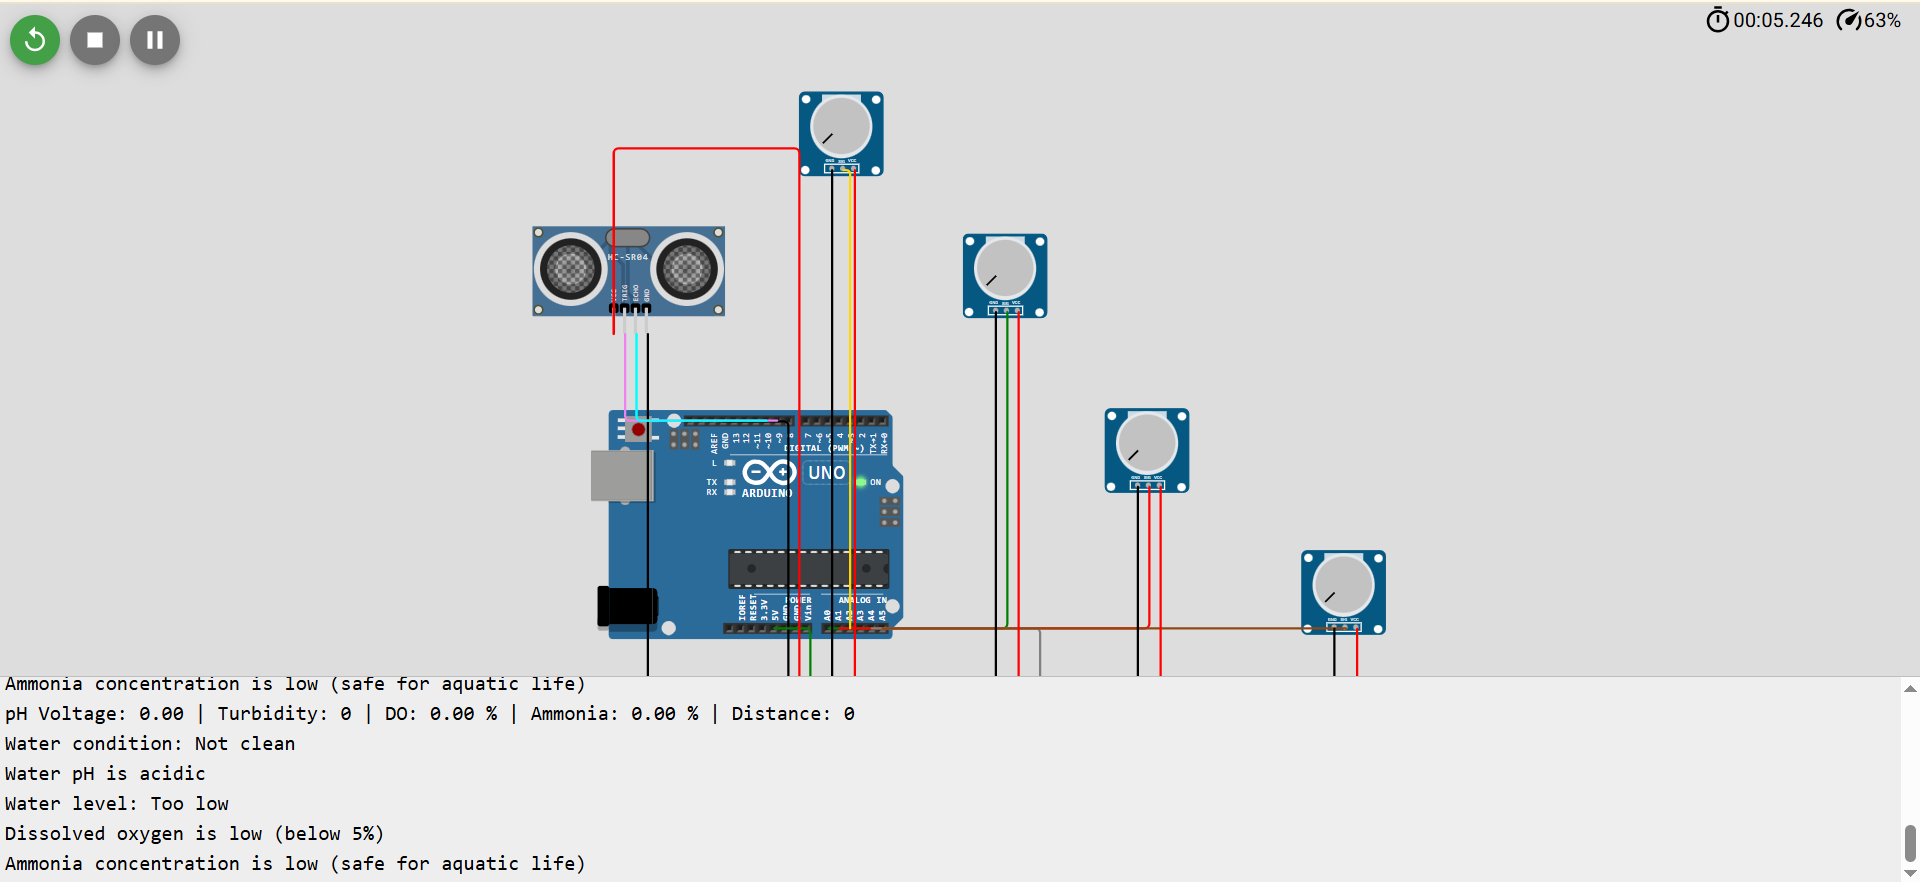 00:05.246 63%
GND SIG VCC
HC-SR04
TRIG
ECHO
GND
GND SIG VCC
AREF
GND
13
12
~11
~10
~9
8
7
~6
~5
4
2
TX→1
RX←0
DIGITAL (PWM ~)
L
TX
RX
UNO
ON
ARDUINO
GND SIG VCC
GND SIG VCC
IOREF
RESET
3.3V
5V
GND
GND
Vin
POWER
ANALOG IN
A0
A1
A2
A3
A4
A5
Ammonia concentration is low (safe for aquatic life)
pH Voltage: 0.00 | Turbidity: 0 | DO: 0.00 % | Ammonia: 0.00 % | Distance: 0
Water condition: Not clean
Water pH is acidic
Water level: Too low
Dissolved oxygen is low (below 5%)
Ammonia concentration is low (safe for aquatic life)